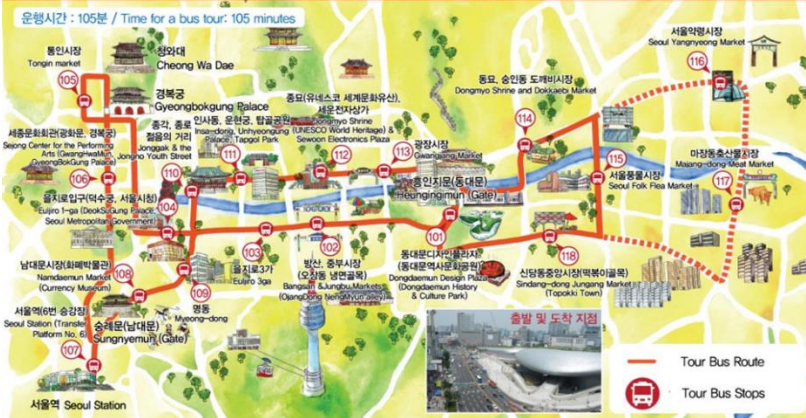 운행시간 : 105분 / Time for a bus tour: 105 minutes
통인시장
Tongin market
105
청와대
Cheong Wa Dae
경복궁
Gyeongbokgung Palace
세종문화회관(광화문, 경복궁)
Sejong Center for the Performing
Arts (GwangHwaMun,
GyeongBokGung Palace)
106
종각, 종로
젊음의 거리
Jonggak & the
Jongno Youth Street
110
인사동, 운현궁, 탑골공원
Insa-dong, Unhyeongung
Palace, Tapgol Park
111
종묘(유네스코 세계문화유산),
세운전자상가
Jongmyo Shrine
(UNESCO World Heritage) &
Sewoon Electronics Plaza
112
113
광장시장
Gwangjang Market
동묘, 숭인동 도깨비시장
Dongmyo Shrine and Dokkaebi Market
114
서울약령시장
Seoul Yangnyeong Market
116
115
서울풍물시장
Seoul Folk Flea Market
마장동축산물시장
Majang-dong Meat Market
117
흥인지문(동대문)
Heunginjimun (Gate)
을지로입구(덕수궁, 서울시청)
Euljiro 1-ga (DeokSuGung Palace,
Seoul Metropolitan Government)
104
103
을지로3가
Euljiro 3ga
102
방산, 중부시장
(오장동 냉면골목)
Bangsan &Jungbu Markets
(OjangDong NengMyun alley)
101
동대문디자인플라자
(동대문역사문화공원)
Dongdaemun Design Plaza
(Dongdaemun History
& Culture Park)
118
신당동중앙시장(떡볶이골목)
Sindang-dong Jungang Market
(Topokki Town)
남대문시장(화폐박물관)
Nandaemun Market
(Currency Museum)
108
109
명동
Myeong-dong
서울역(6번 승강장)
Seoul Station (Transfer
Platform No. 6)
숭례문(남대문)
Sungnyemun (Gate)
107
서울역 Seoul Station
출발 및 도착 지점
Tour Bus Route
Tour Bus Stops